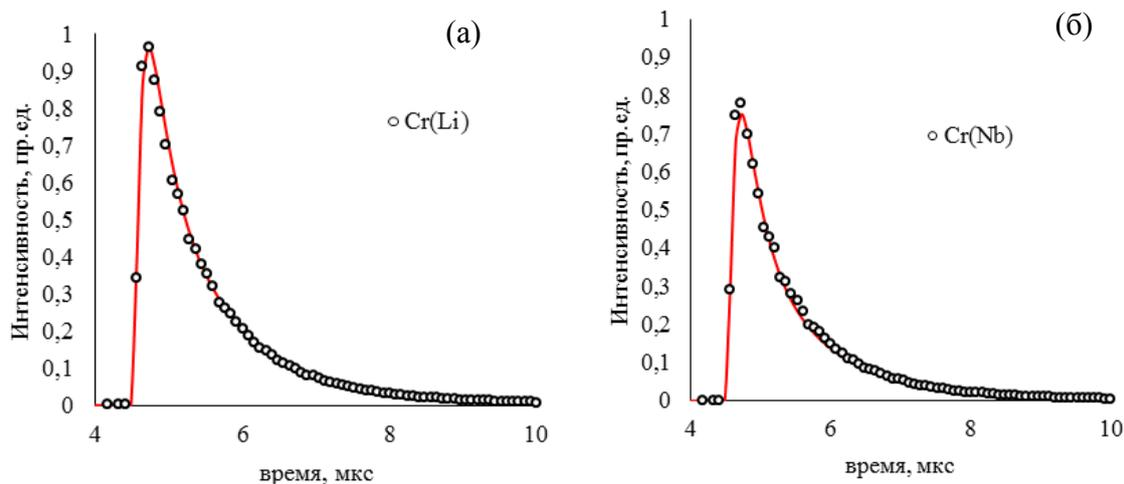 (а)
Интенсивность, пр.ед.
1
0,9
0,8
0,7
0,6
0,5
0,4
0,3
0,2
0,1
0
Cr(Li)
4 6 8 10
время, мкс
(б)
Интенсивность, пр.ед.
1
0,9
0,8
0,7
0,6
0,5
0,4
0,3
0,2
0,1
0
Cr(Nb)
4 6 8 10
время, мкс